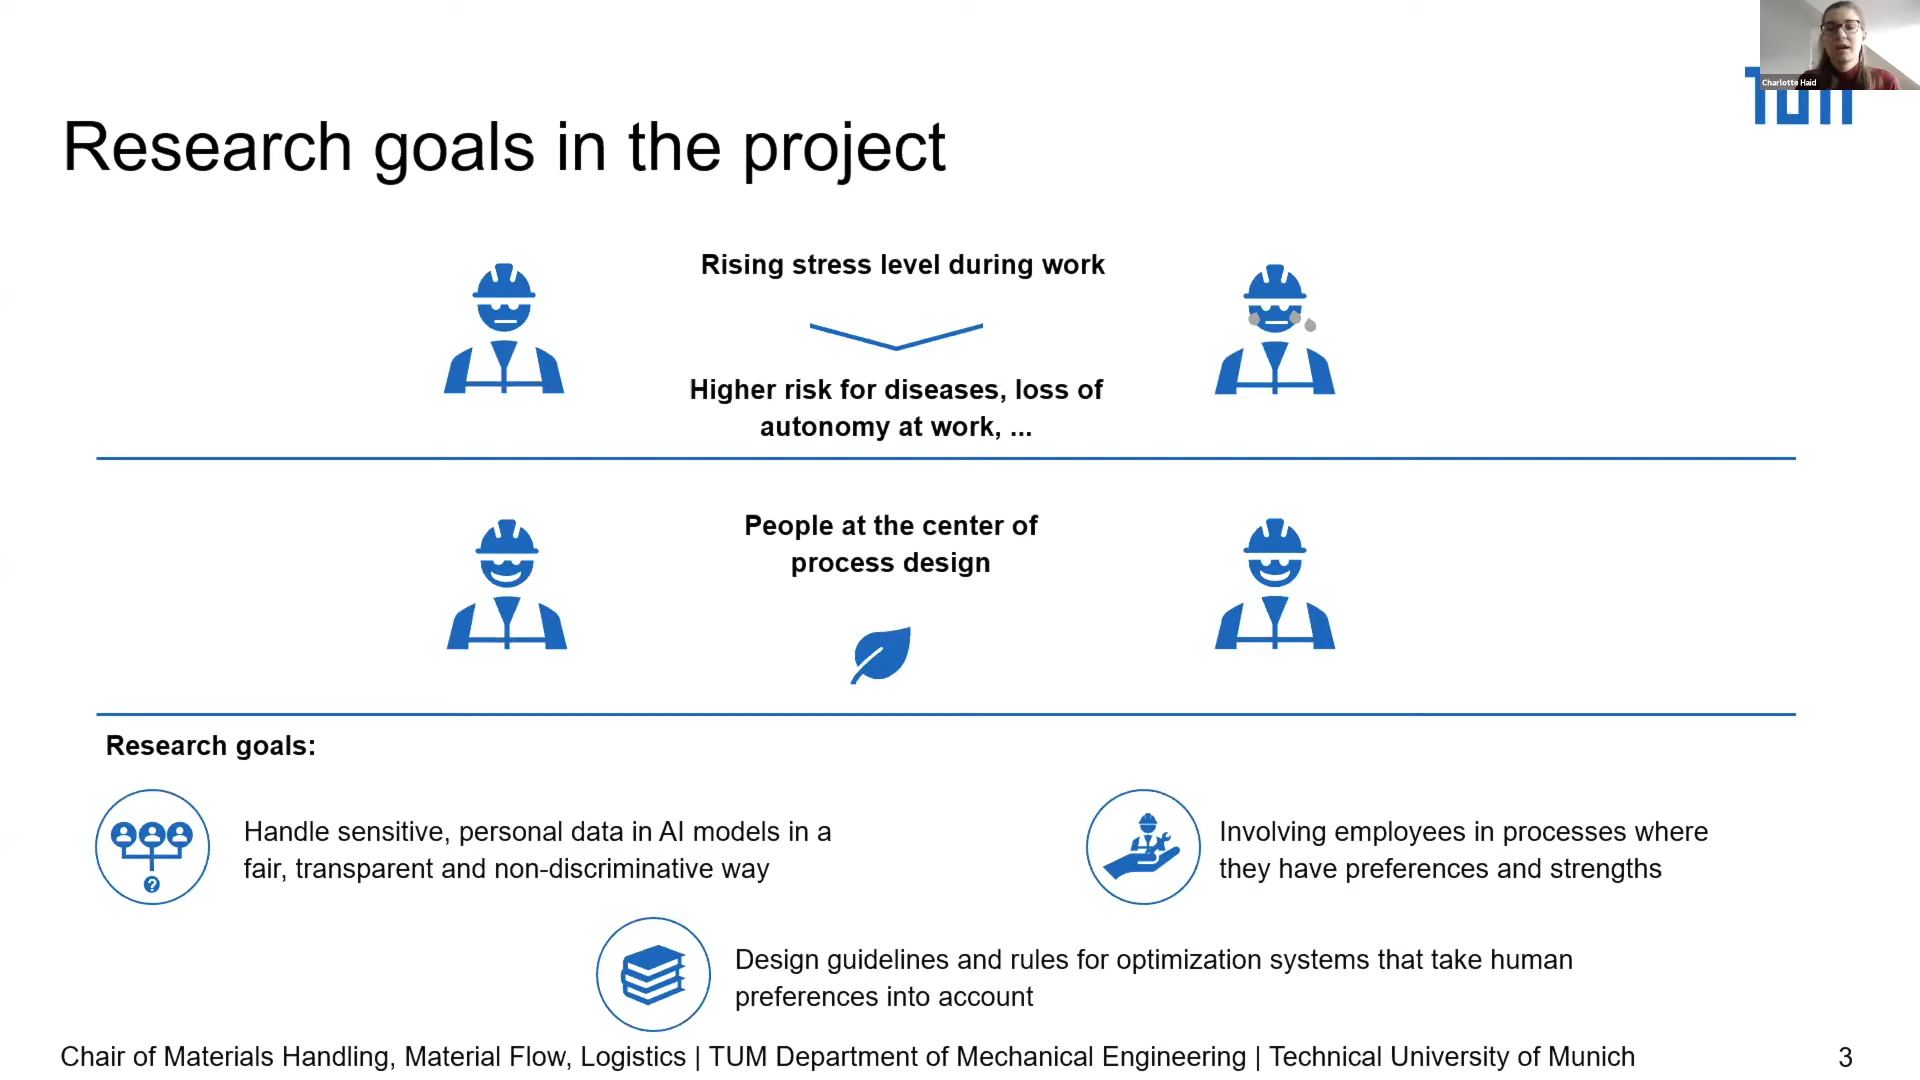 Charlotte Haid
TUM
Research goals in the project
Rising stress level during work
Higher risk for diseases, loss of
autonomy at work, ...
People at the center of
process design
Research goals:
?
Handle sensitive, personal data in AI models in a
fair, transparent and non-discriminative way
Involving employees in processes where
they have preferences and strengths
Design guidelines and rules for optimization systems that take human
preferences into account
Chair of Materials Handling, Material Flow, Logistics | TUM Department of Mechanical Engineering | Technical University of Munich
3